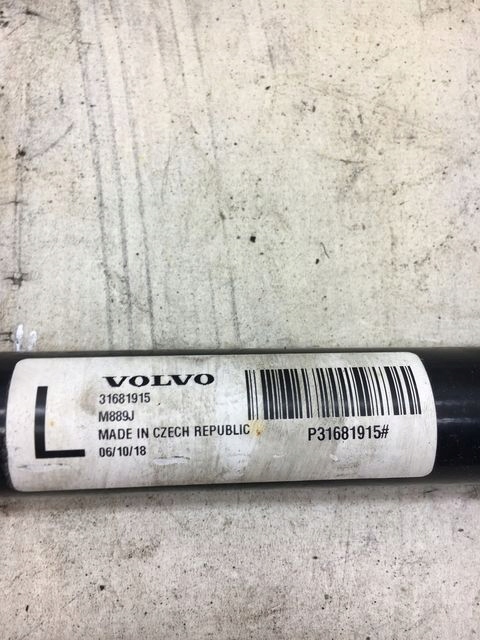 L
VOLVO
31681915
M889J
MADE IN CZECH REPUBLIC
06/10/18
P31681915#